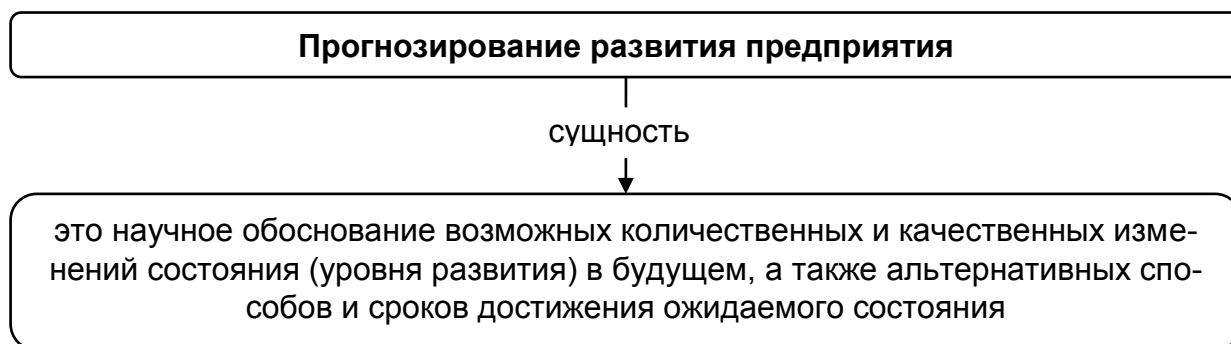 Прогнозирование развития предприятия
сущность
это научное обоснование возможных количественных и качественных изме-
нений состояния (уровня развития) в будущем, а также альтернативных спо-
собов и сроков достижения ожидаемого состояния